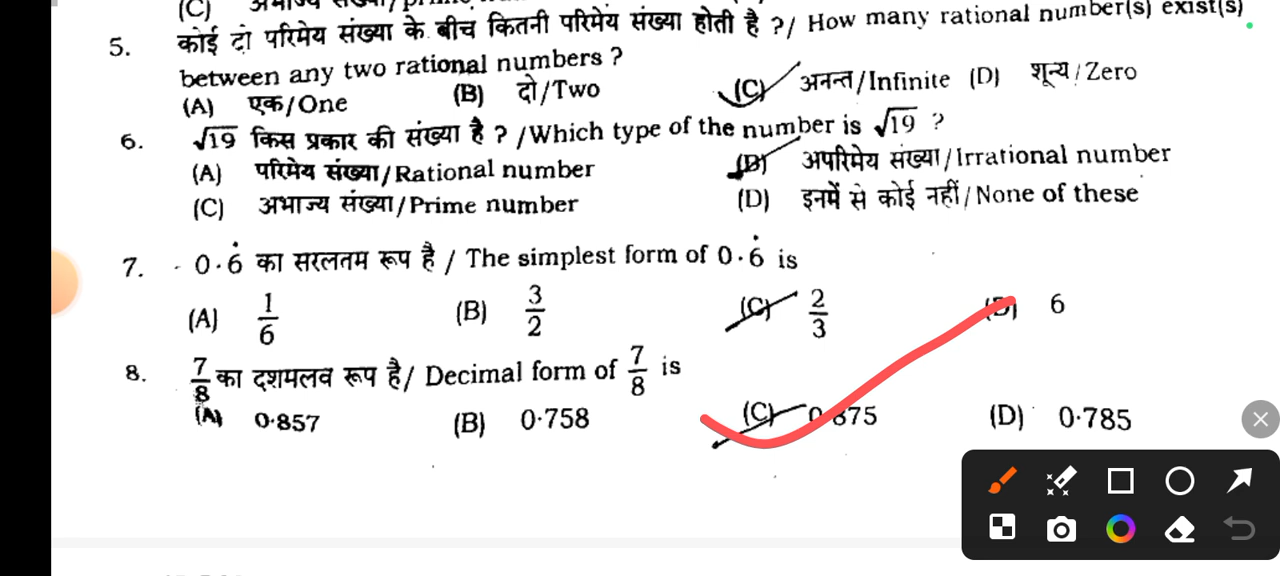 (C)
5. कोई दो परिमेय संख्या के बीच कितनी परिमेय संख्या होती है ?/ How many rational number(s) exist(s)
between any two rational numbers ?
(A) एक/One (B) दो/Two (C) अनन्त/Infinite (D) शून्य/Zero
6. √19 किस प्रकार की संख्या है ? /Which type of the number is √19 ?
(A) परिमेय संख्या/Rational number (B) अपरिमेय संख्या/Irrational number
(C) अभाज्य संख्या/Prime number (D) इनमें से कोई नहीं/None of these
7. 0·6̇ का सरलतम रूप है / The simplest form of 0·6̇ is
(A) 1/6 (B) 3/2 (C) 2/3 (D) 6
8. 7/8 का दशमलव रूप है/ Decimal form of 7/8 is
(A) 0·857 (B) 0·758 (C) 0·875 (D) 0·785